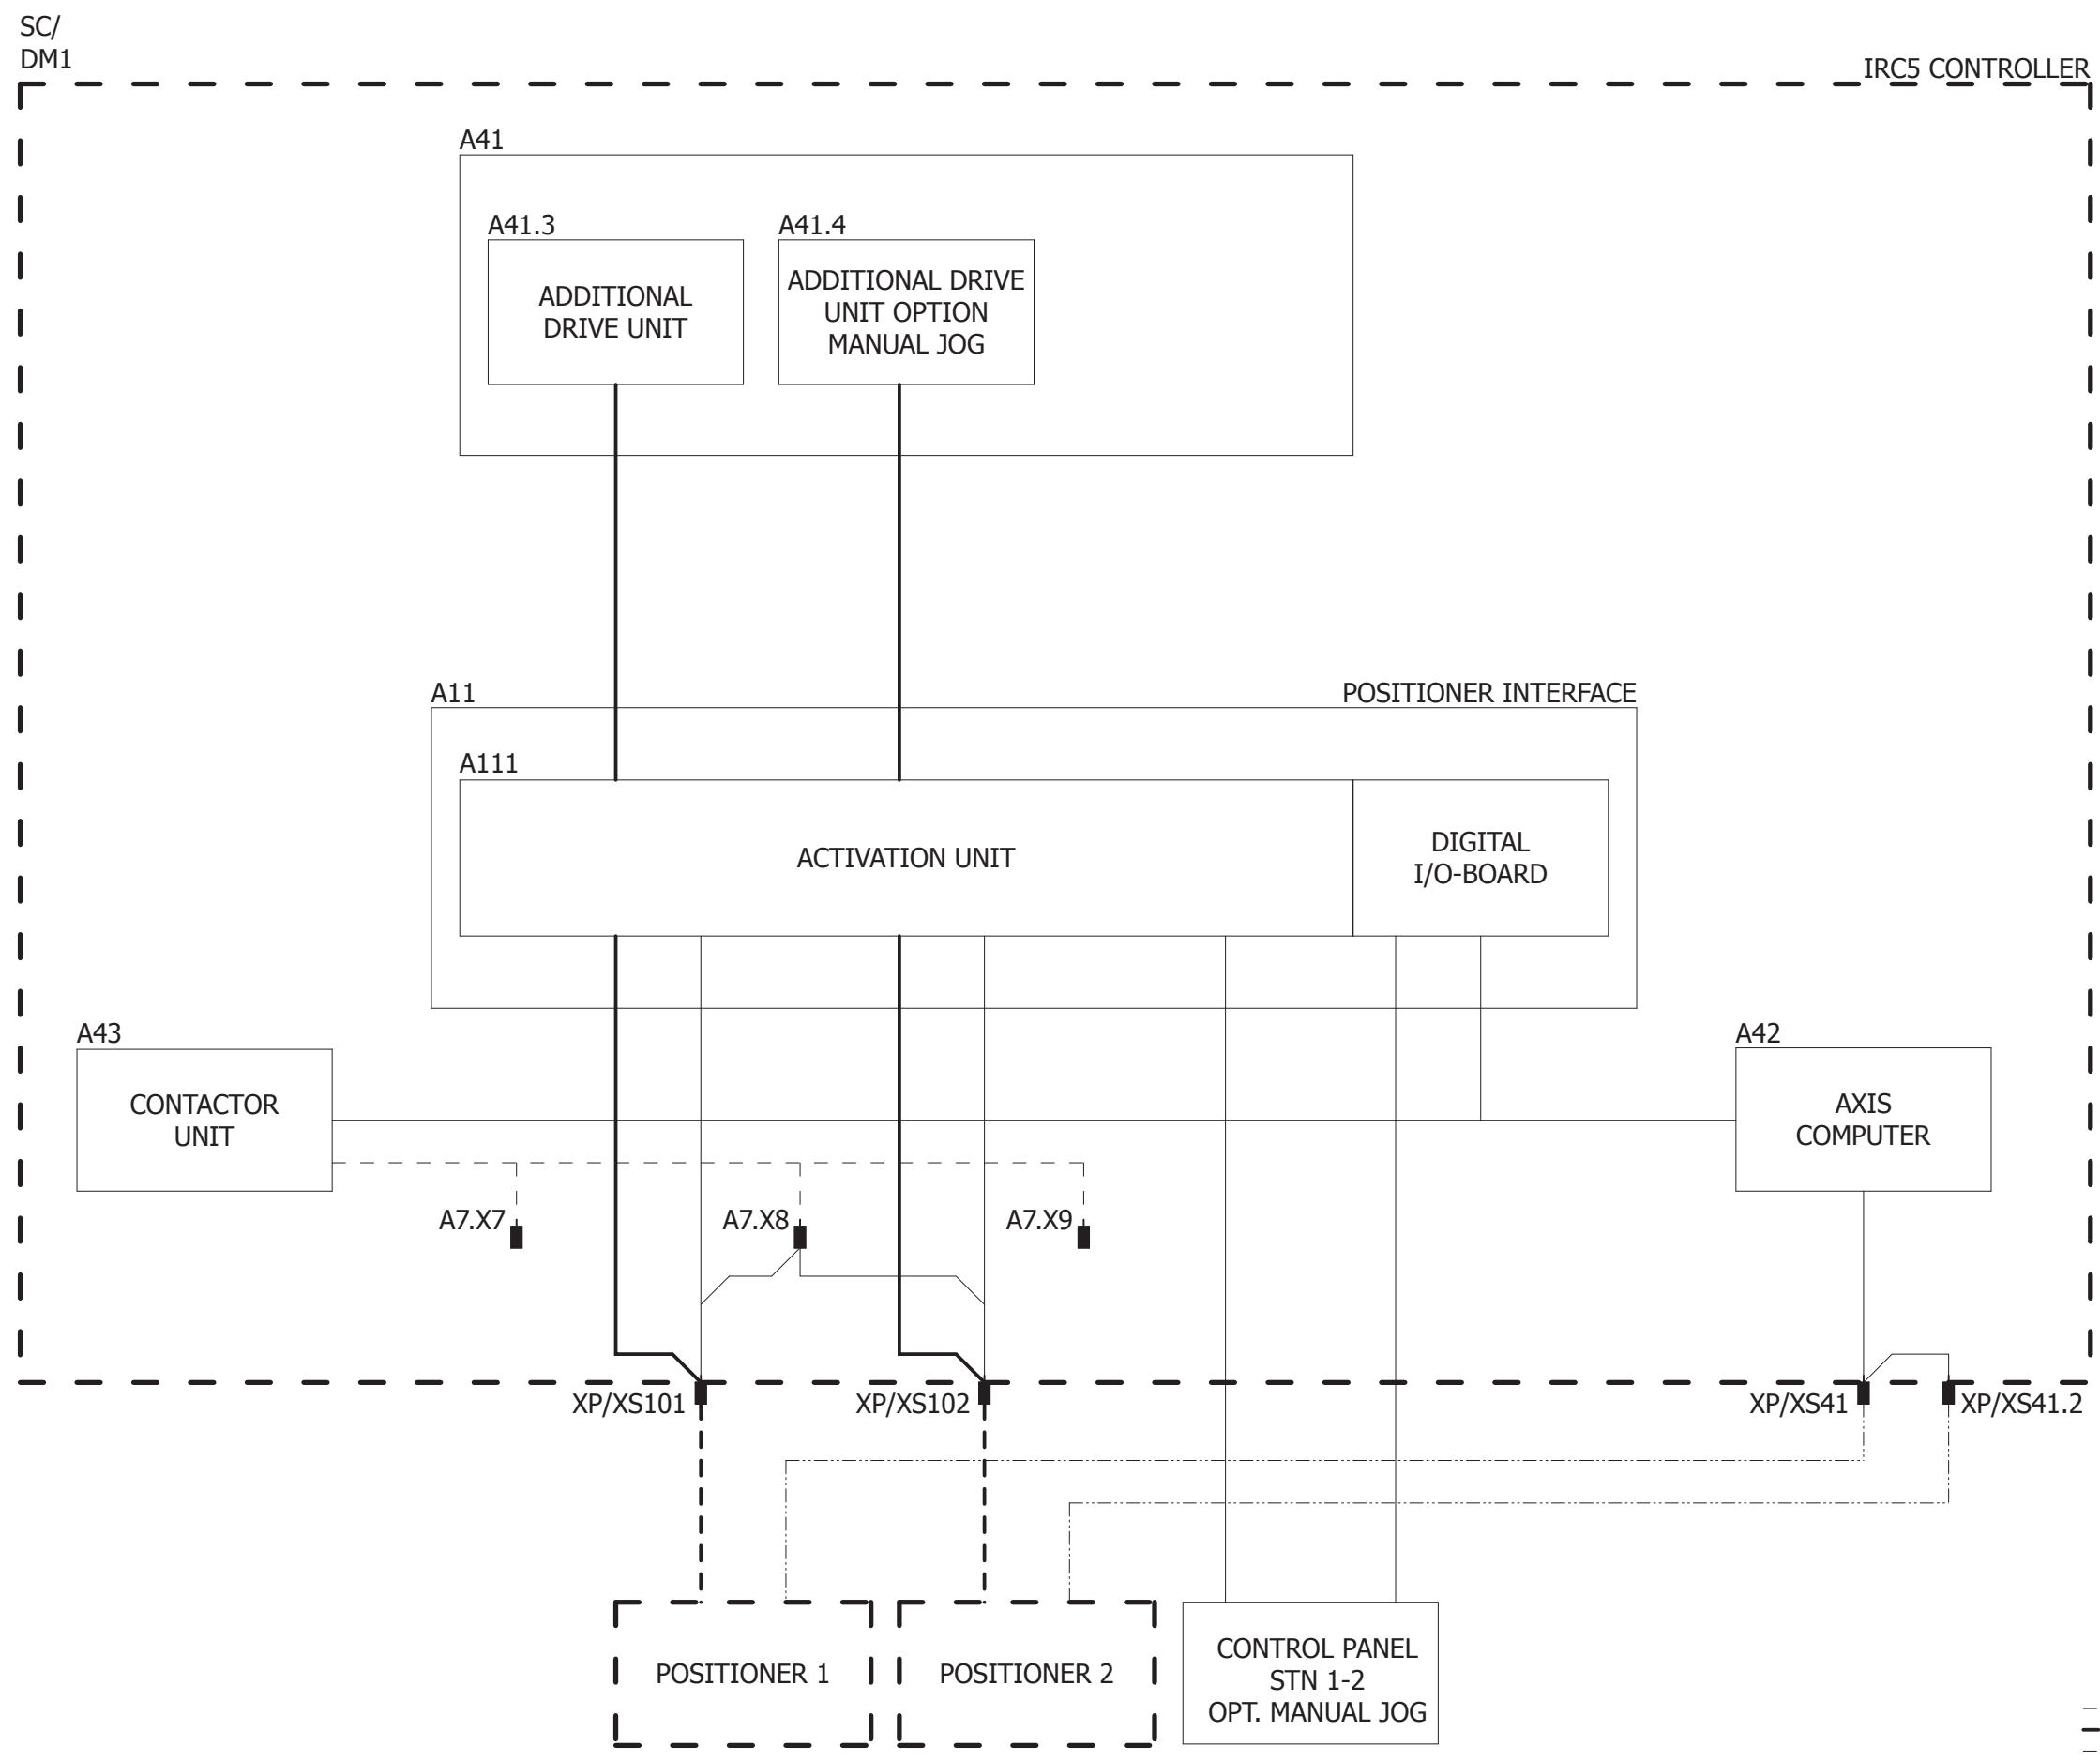 SC/
DM1
IRC5 CONTROLLER
A41
A41.3
A41.4
ADDITIONAL
DRIVE UNIT
ADDITIONAL DRIVE
UNIT OPTION
MANUAL JOG
A11
POSITIONER INTERFACE
A111
ACTIVATION UNIT
DIGITAL
I/O-BOARD
A43
CONTACTOR
UNIT
A42
AXIS
COMPUTER
A7.X7
A7.X8
A7.X9
XP/XS101
XP/XS102
XP/XS41
XP/XS41.2
POSITIONER 1
POSITIONER 2
CONTROL PANEL
STN 1-2
OPT. MANUAL JOG